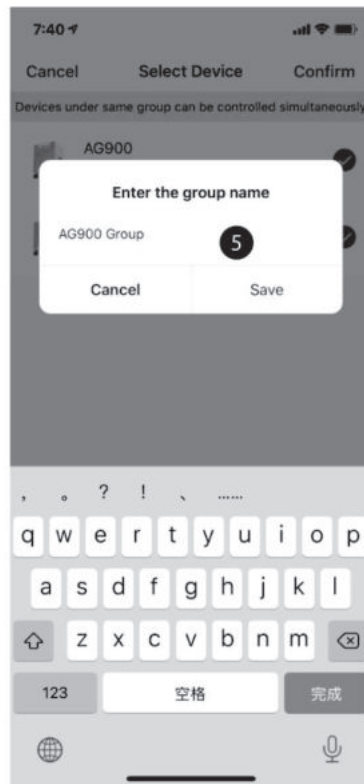 7:40
Cancel Select Device Confirm
Devices under same group can be controlled simultaneously
AG900
Enter the group name
AG900 Group
5
Cancel Save
， 。 ? ! 、 ......
q w e r t y u i o p
a s d f g h j k l
z x c v b n m
123 空格 完成